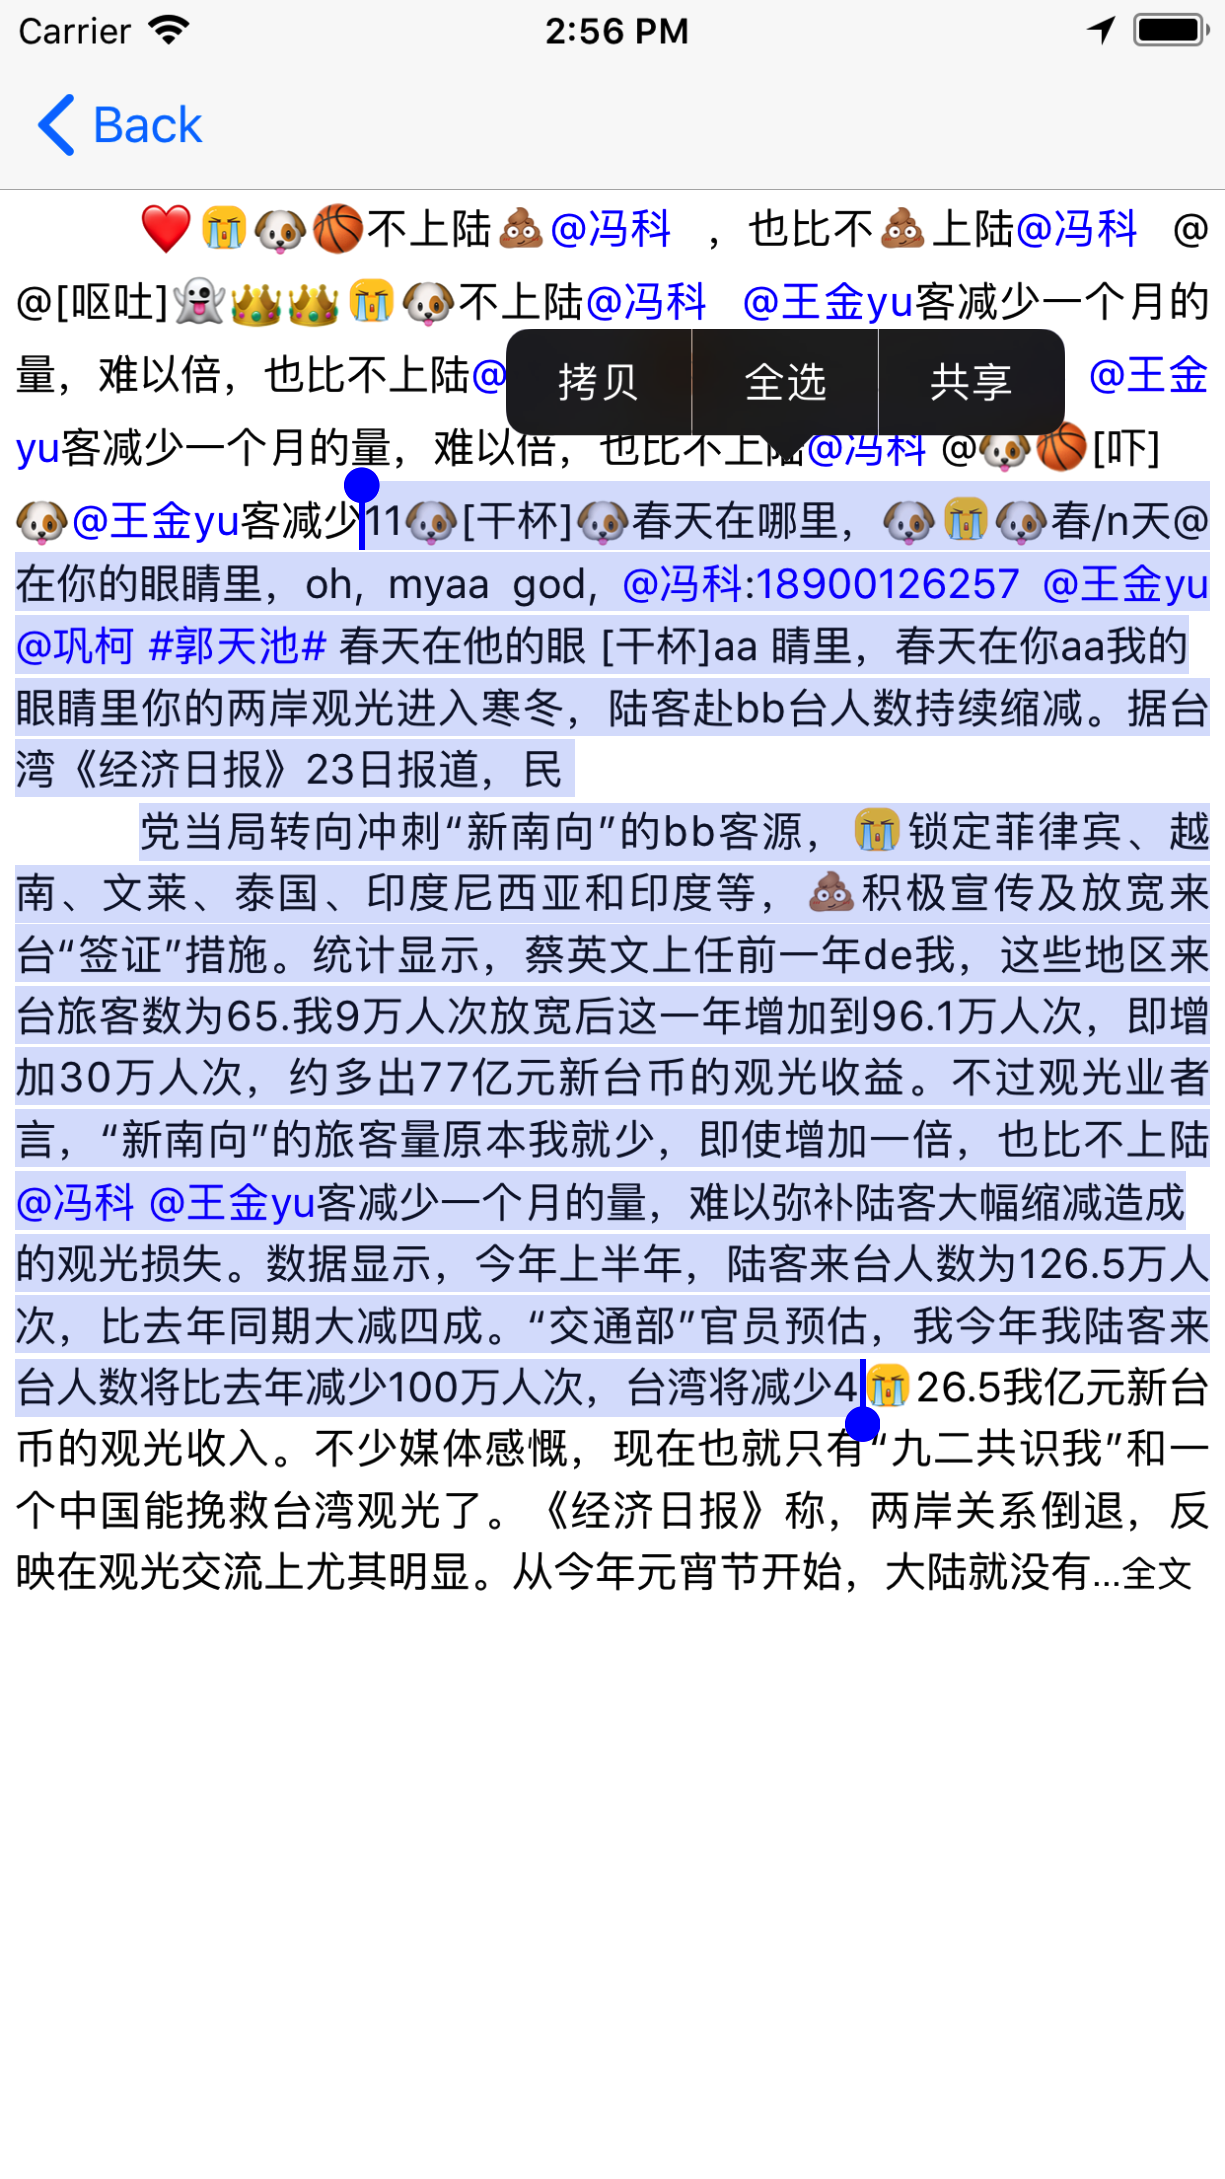 Carrier 2:56 PM
Back
❤️😭🐶🏀不上陆💩@冯科 ，也比不💩上陆@冯科 @
@[呕吐]👻👑👑😭🐶不上陆@冯科 @王金yu客减少一个月的
量，难以倍，也比不上陆@ @王金
拷贝 全选 共享
yu客减少一个月的量，难以倍，也比不上陆@冯科 @🐶🏀[吓]
🐶@王金yu客减少11🐶[干杯]🐶春天在哪里，🐶😭🐶春/n天@
在你的眼睛里，oh, myaa god, @冯科:18900126257 @王金yu
@巩柯 #郭天池# 春天在他的眼 [干杯]aa 睛里，春天在你aa我的
眼睛里你的两岸观光进入寒冬，陆客赴bb台人数持续缩减。据台
湾《经济日报》23日报道，民
党当局转向冲刺“新南向”的bb客源，😭锁定菲律宾、越
南、文莱、泰国、印度尼西亚和印度等，💩积极宣传及放宽来
台“签证”措施。统计显示，蔡英文上任前一年de我，这些地区来
台旅客数为65.我9万人次放宽后这一年增加到96.1万人次，即增
加30万人次，约多出77亿元新台币的观光收益。不过观光业者
言，“新南向”的旅客量原本我就少，即使增加一倍，也比不上陆
@冯科 @王金yu客减少一个月的量，难以弥补陆客大幅缩减造成
的观光损失。数据显示，今年上半年，陆客来台人数为126.5万人
次，比去年同期大减四成。“交通部”官员预估，我今年我陆客来
台人数将比去年减少100万人次，台湾将减少4😭26.5我亿元新台
币的观光收入。不少媒体感慨，现在也就只有“九二共识我”和一
个中国能挽救台湾观光了。《经济日报》称，两岸关系倒退，反
映在观光交流上尤其明显。从今年元宵节开始，大陆就没有...全文